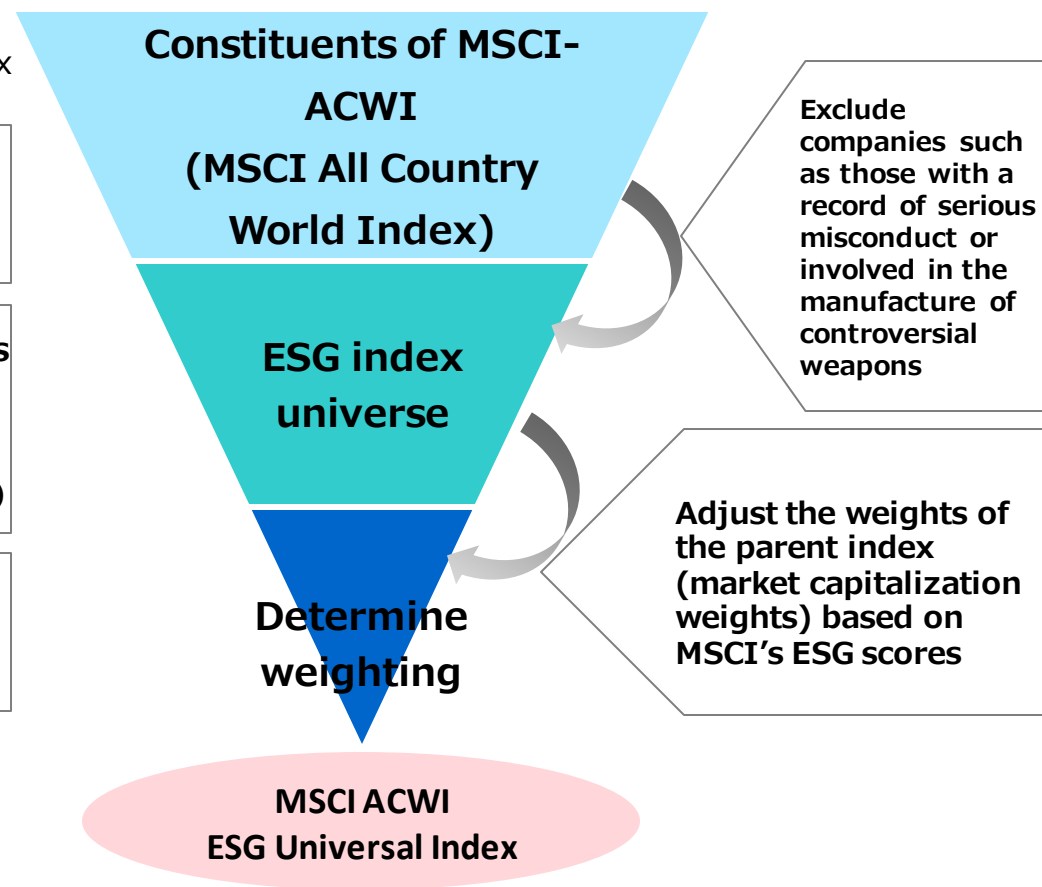 x
s
)
Constituents of MSCI-
ACWI
(MSCI All Country
World Index)
Exclude
companies such
as those with a
record of serious
misconduct or
involved in the
manufacture of
controversial
weapons
ESG index
universe
Adjust the weights of
the parent index
(market capitalization
weights) based on
MSCI’s ESG scores
Determine
weighting
MSCI ACWI
ESG Universal Index